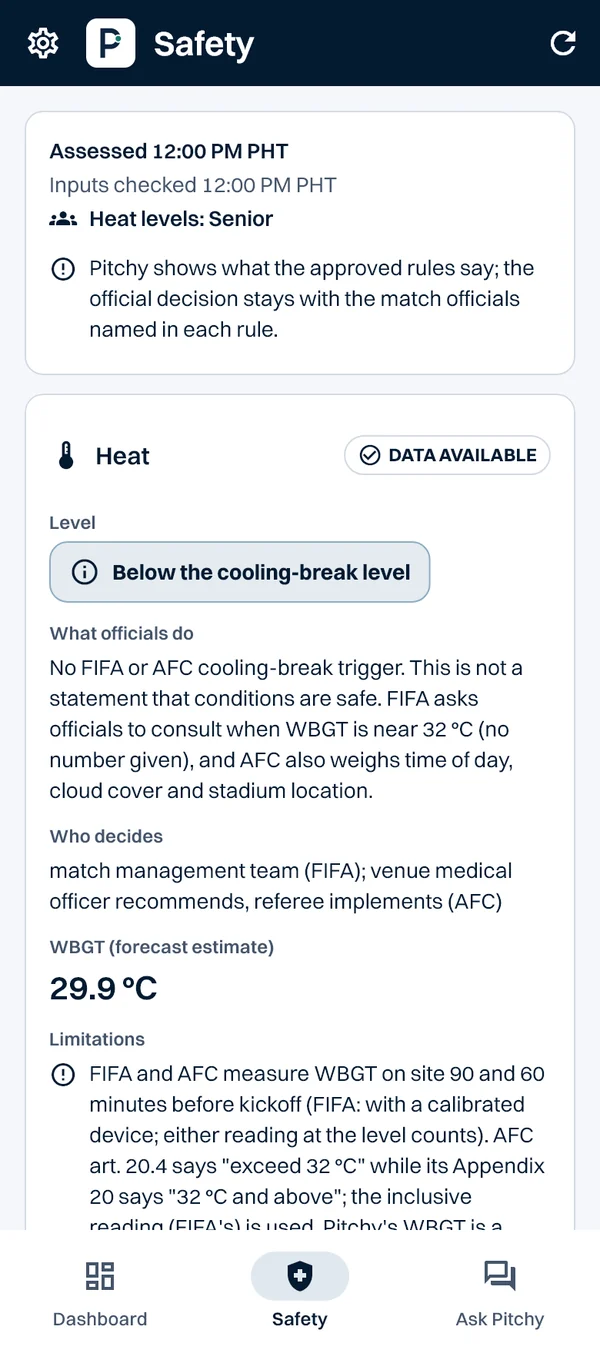 Safety
Assessed 12:00 PM PHT
Inputs checked 12:00 PM PHT
Heat levels: Senior
Pitchy shows what the approved rules say; the
official decision stays with the match officials
named in each rule.
Heat
DATA AVAILABLE
Level
Below the cooling-break level
What officials do
No FIFA or AFC cooling-break trigger. This is not a
statement that conditions are safe. FIFA asks
officials to consult when WBGT is near 32 °C (no
number given), and AFC also weighs time of day,
cloud cover and stadium location.
Who decides
match management team (FIFA); venue medical
officer recommends, referee implements (AFC)
WBGT (forecast estimate)
29.9 °C
Limitations
FIFA and AFC measure WBGT on site 90 and 60
minutes before kickoff (FIFA: with a calibrated
device; either reading at the level counts). AFC
art. 20.4 says "exceed 32 °C" while its Appendix
20 says "32 °C and above"; the inclusive
reading (FIFA's) is used. Pitchy's WBGT is a
Dashboard
Safety
Ask Pitchy